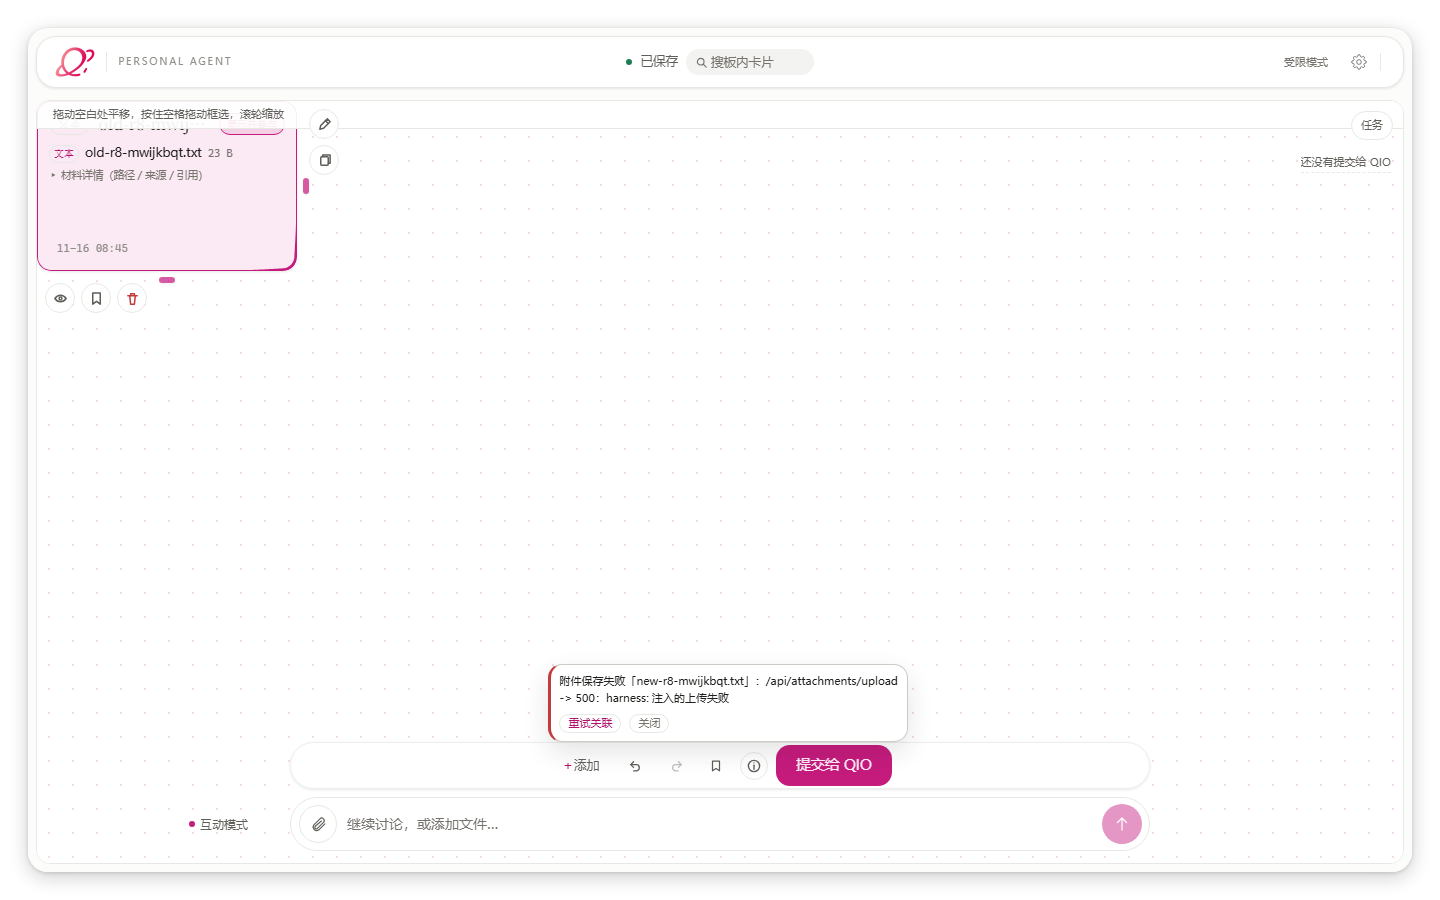 PERSONAL AGENT
已保存
搜板内卡片
受限模式
拖动空白处平移，按住空格拖动框选，滚轮缩放
任务
还没有提交给 QIO
文本 old-r8-mwijkbqt.txt 23 B
▸ 材料详情（路径 / 来源 / 引用）
11-16 08:45
附件保存失败「new-r8-mwijkbqt.txt」：/api/attachments/upload
-> 500：harness: 注入的上传失败
重试关联 关闭
+添加
提交给 QIO
互动模式
继续讨论，或添加文件...